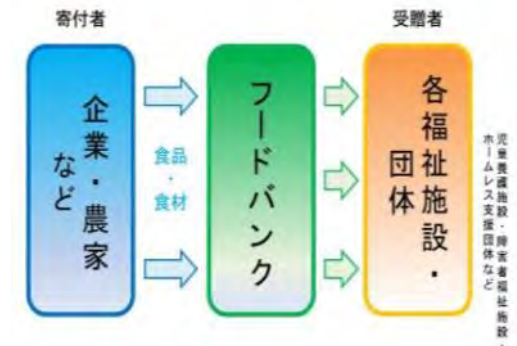 寄付者
受贈者
企業・農家
など
食品
・
食材
フードバンク
各福祉施設・
団体
児童養護施設・障害者福祉施設・
ホームレス支援団体など